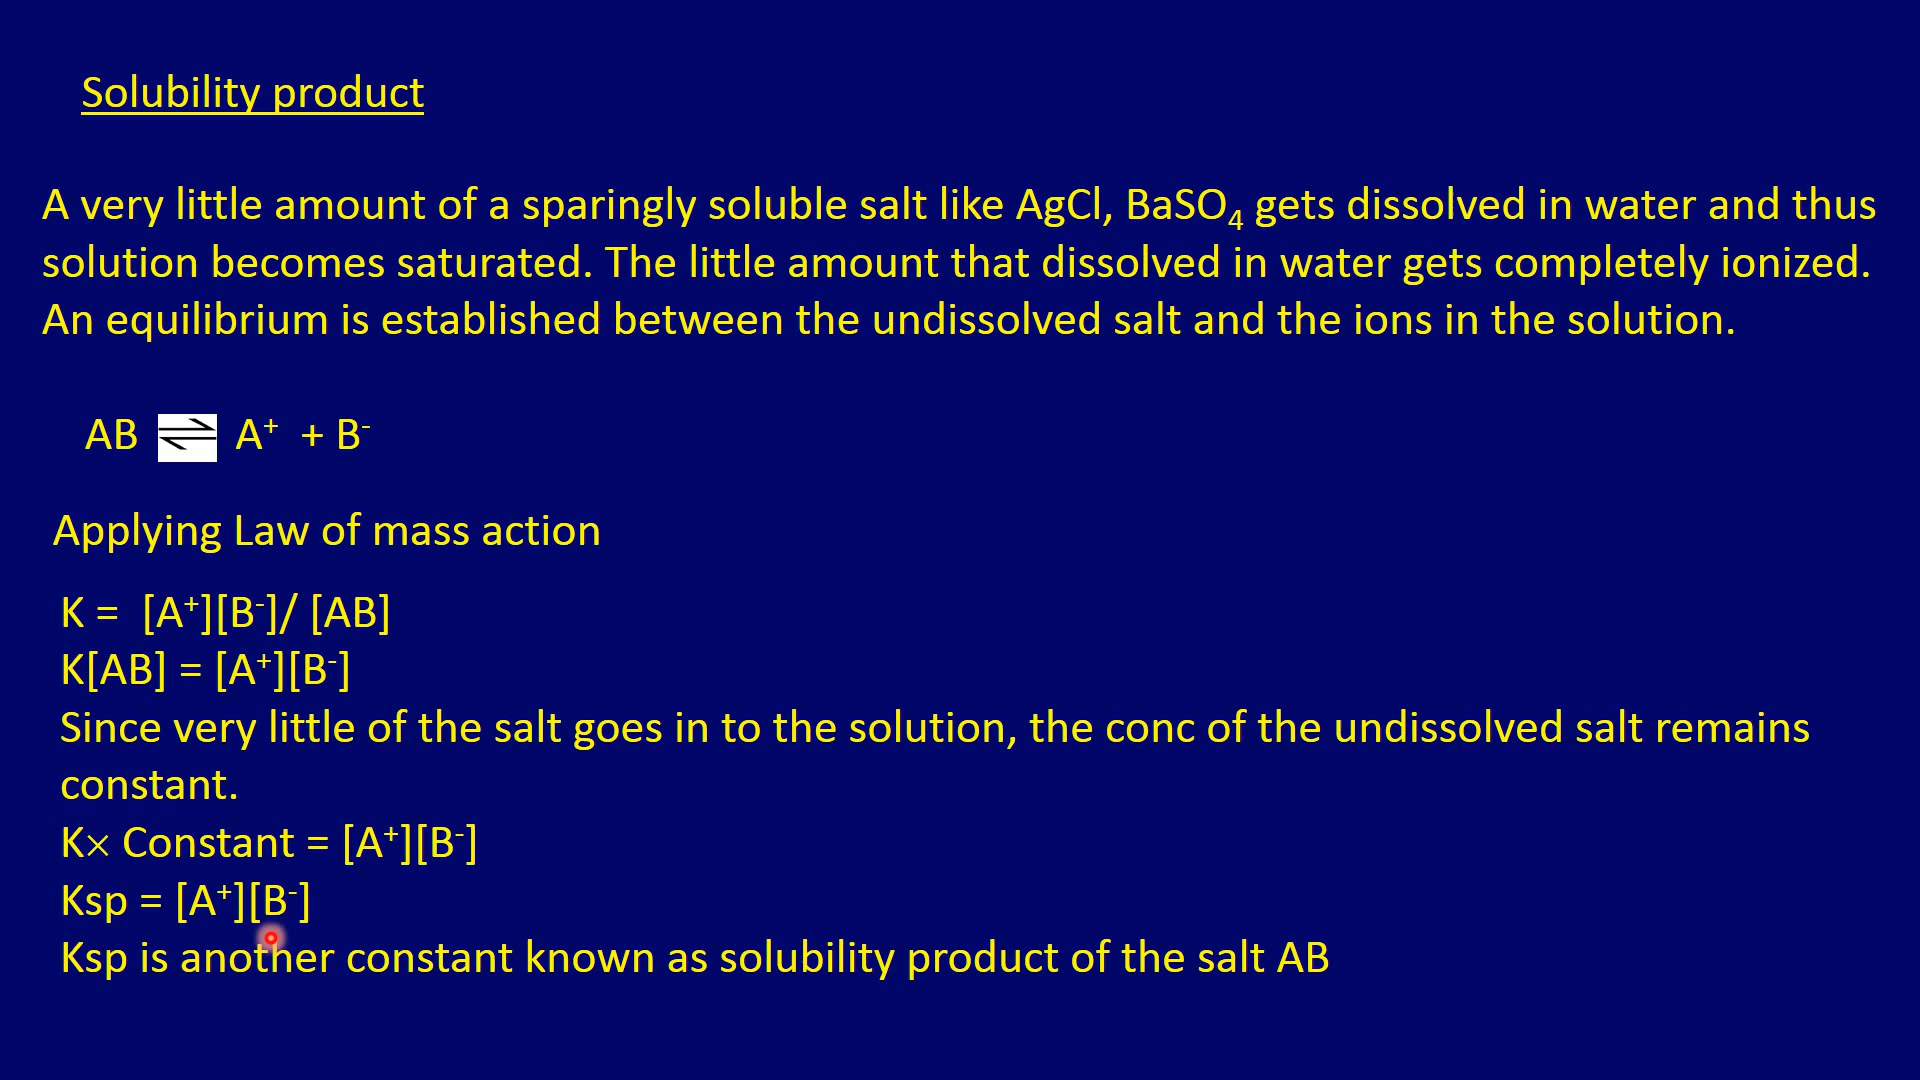 Solubility product
A very little amount of a sparingly soluble salt like AgCl, BaSO₄ gets dissolved in water and thus
solution becomes saturated. The little amount that dissolved in water gets completely ionized.
An equilibrium is established between the undissolved salt and the ions in the solution.
AB ⇌ A⁺ + B⁻
Applying Law of mass action
K = [A⁺][B⁻]/ [AB]
K[AB] = [A⁺][B⁻]
Since very little of the salt goes in to the solution, the conc of the undissolved salt remains
constant.
K× Constant = [A⁺][B⁻]
Ksp = [A⁺][B⁻]
Ksp is another constant known as solubility product of the salt AB